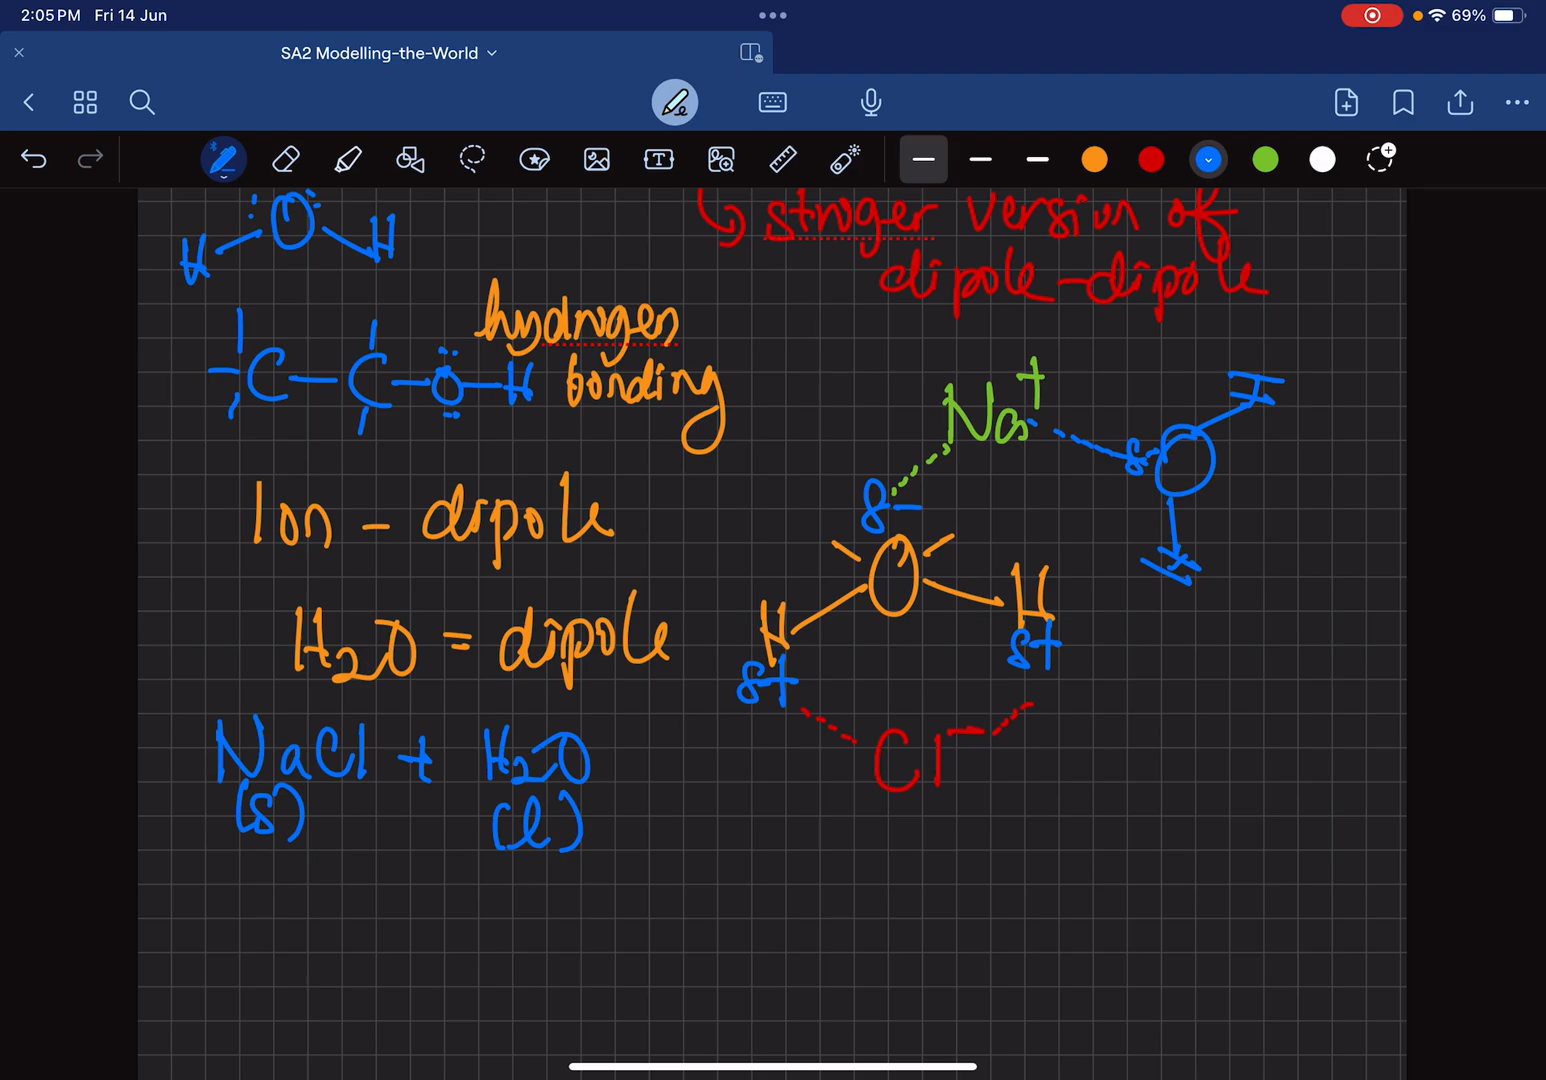 2:05 PM Fri 14 Jun
69%
SA2 Modelling-the-World
T
H O H
stroger version of
dipole-dipole
hydrogen
bonding
C C O H
Na+
δ- O H
H
Ion - dipole
δ-
O
H H
δ+ δ+
H₂O = dipole
NaCl + H₂O
(s) (l)
Cl-